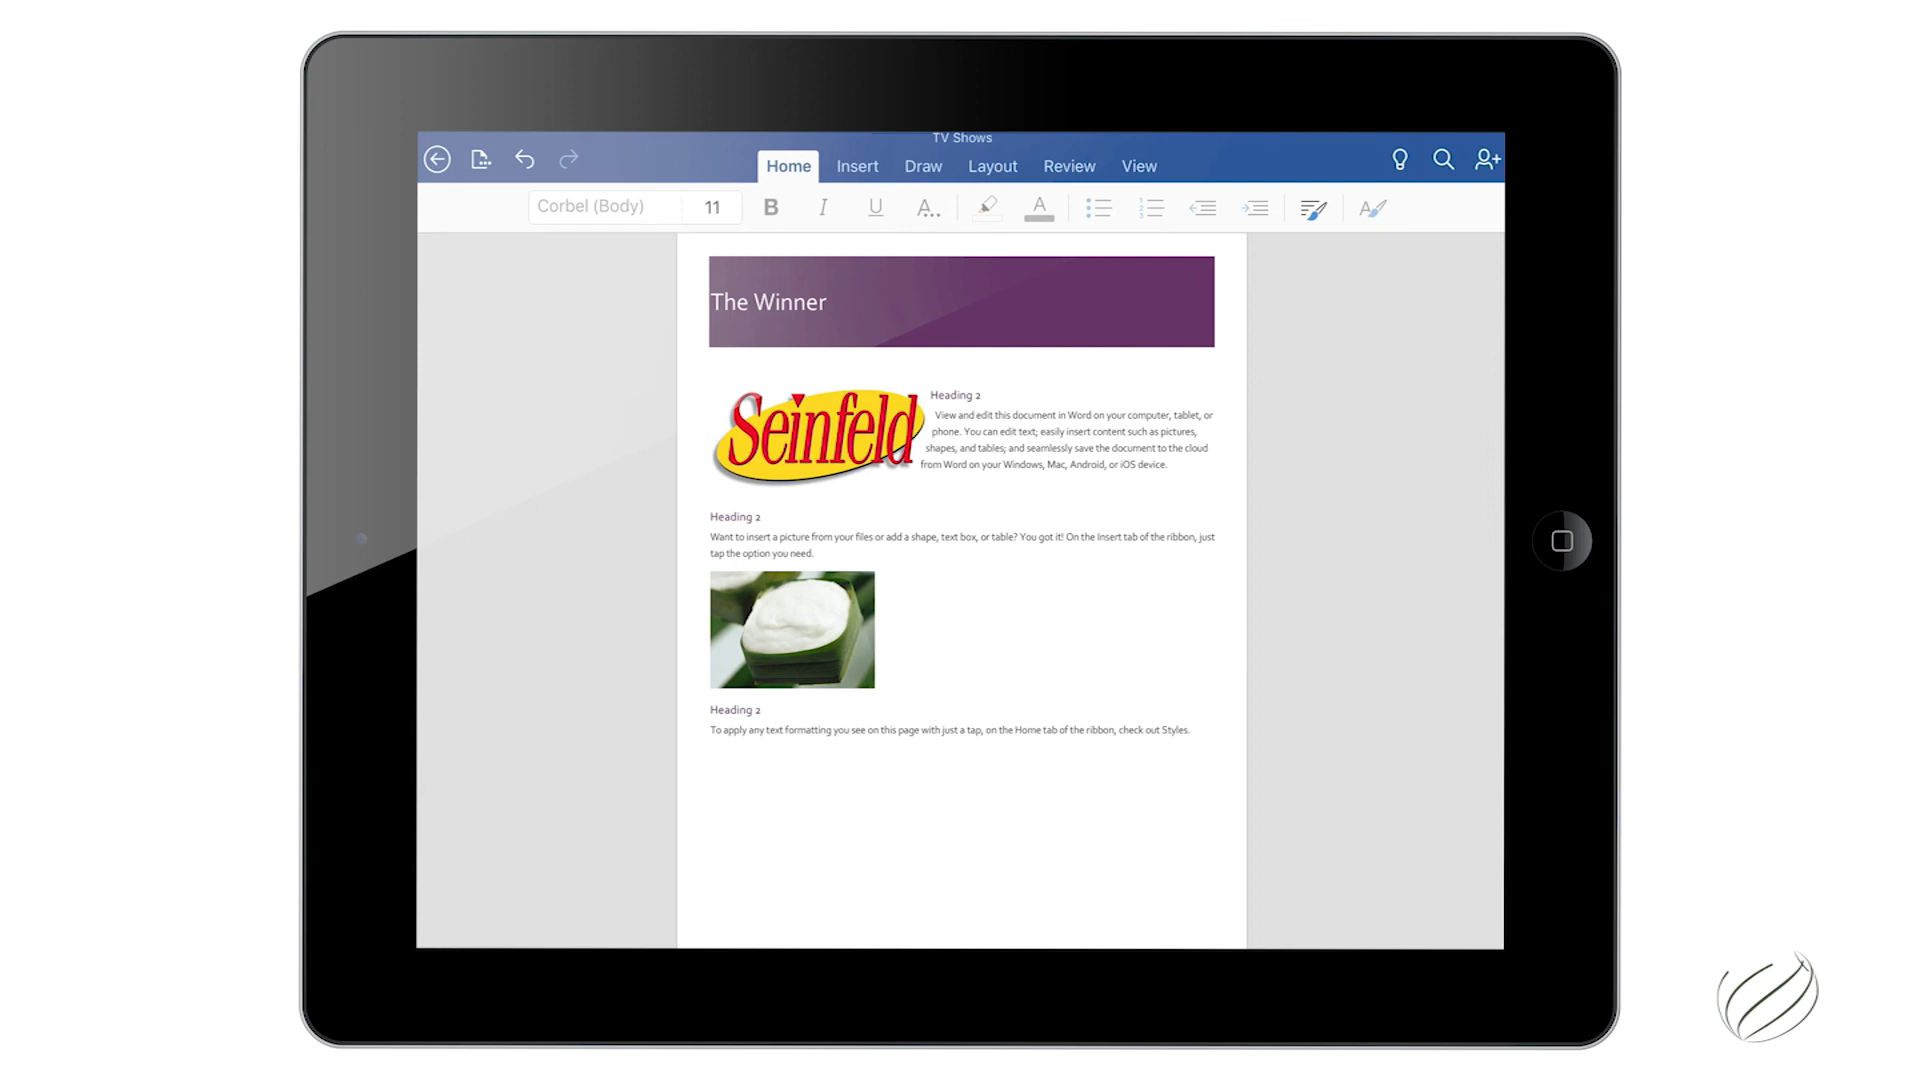 TV Shows
Home Insert Draw Layout Review View
Corbel (Body) 11 B I U A.. A A
The Winner
Seinfeld
Heading 2
View and edit this document in Word on your computer, tablet, or
phone. You can edit text; easily insert content such as pictures,
shapes, and tables; and seamlessly save the document to the cloud
from Word on your Windows, Mac, Android, or iOS device.
Heading 2
Want to insert a picture from your files or add a shape, text box, or table? You got it! On the Insert tab of the ribbon, just
tap the option you need.
Heading 2
To apply any text formatting you see on this page with just a tap, on the Home tab of the ribbon, check out Styles.